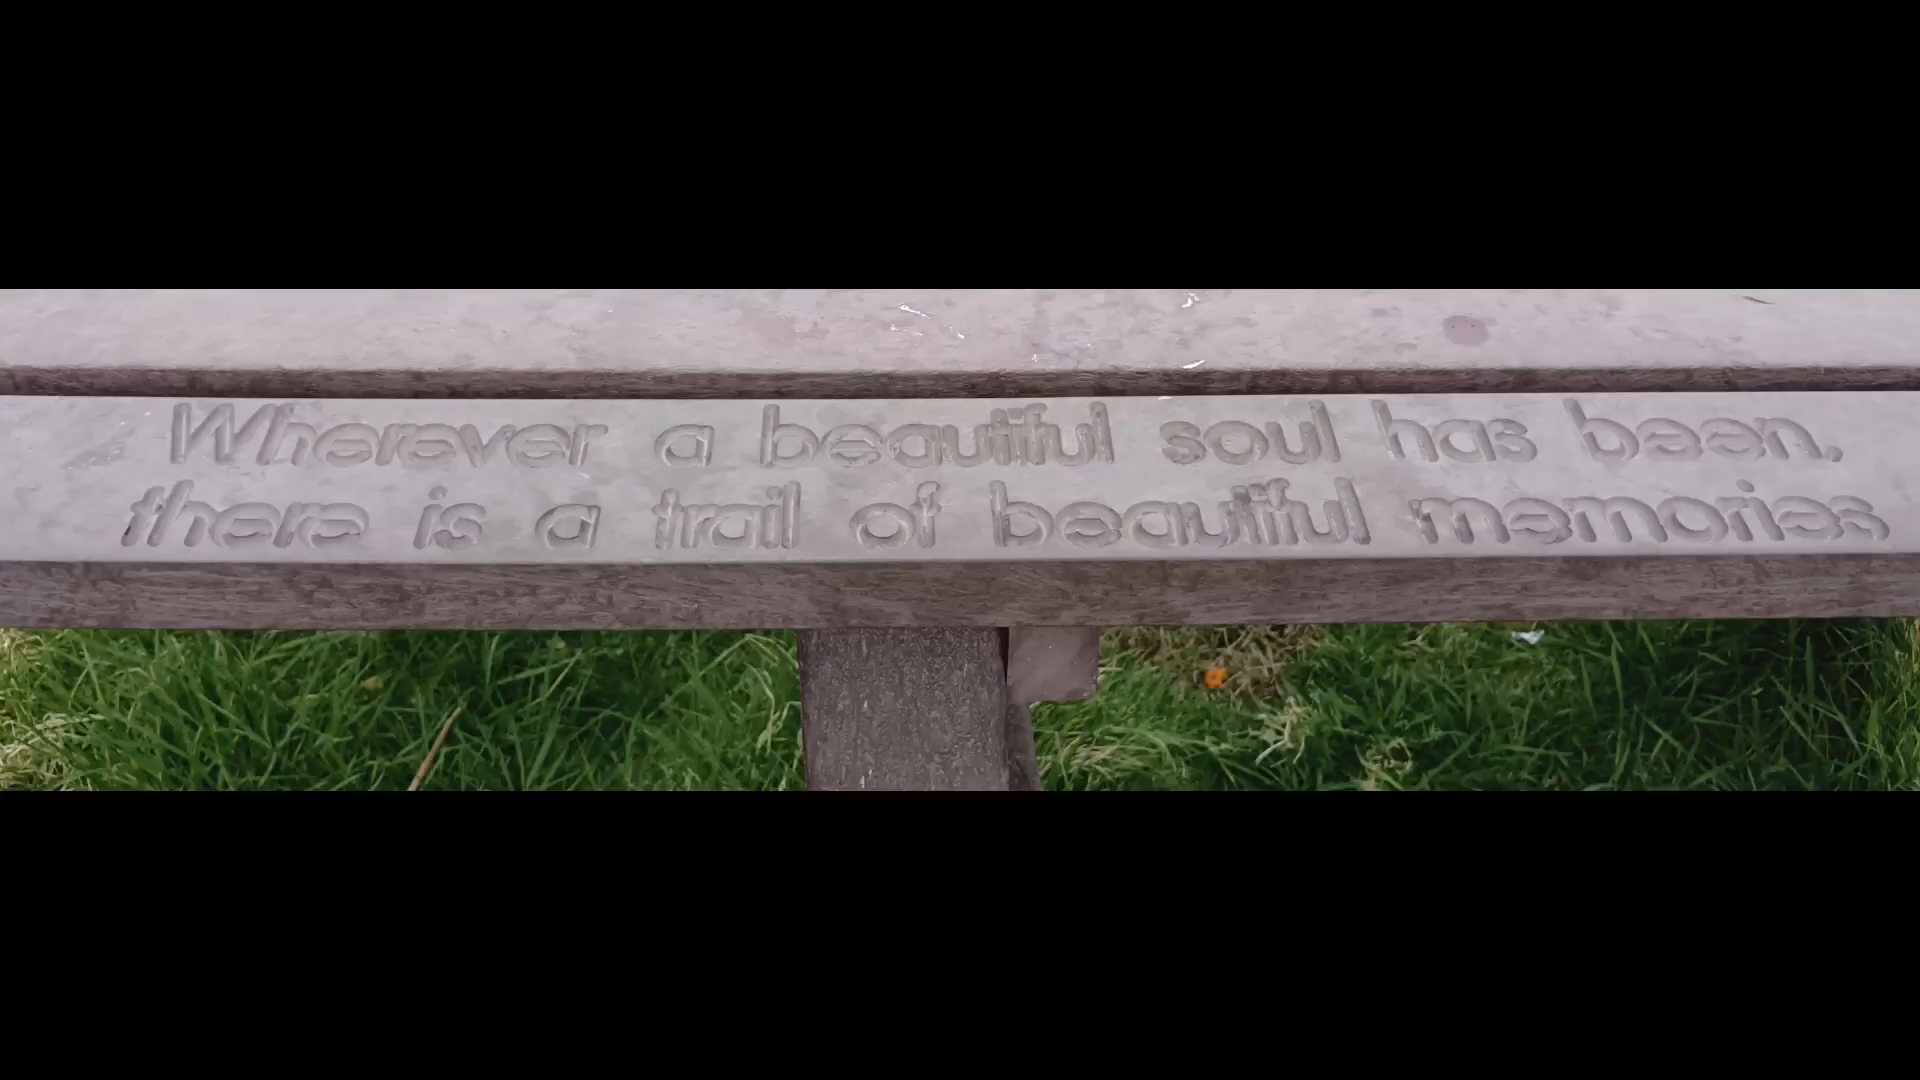 Wherever a beautiful soul has been,
there is a trail of beautiful memories